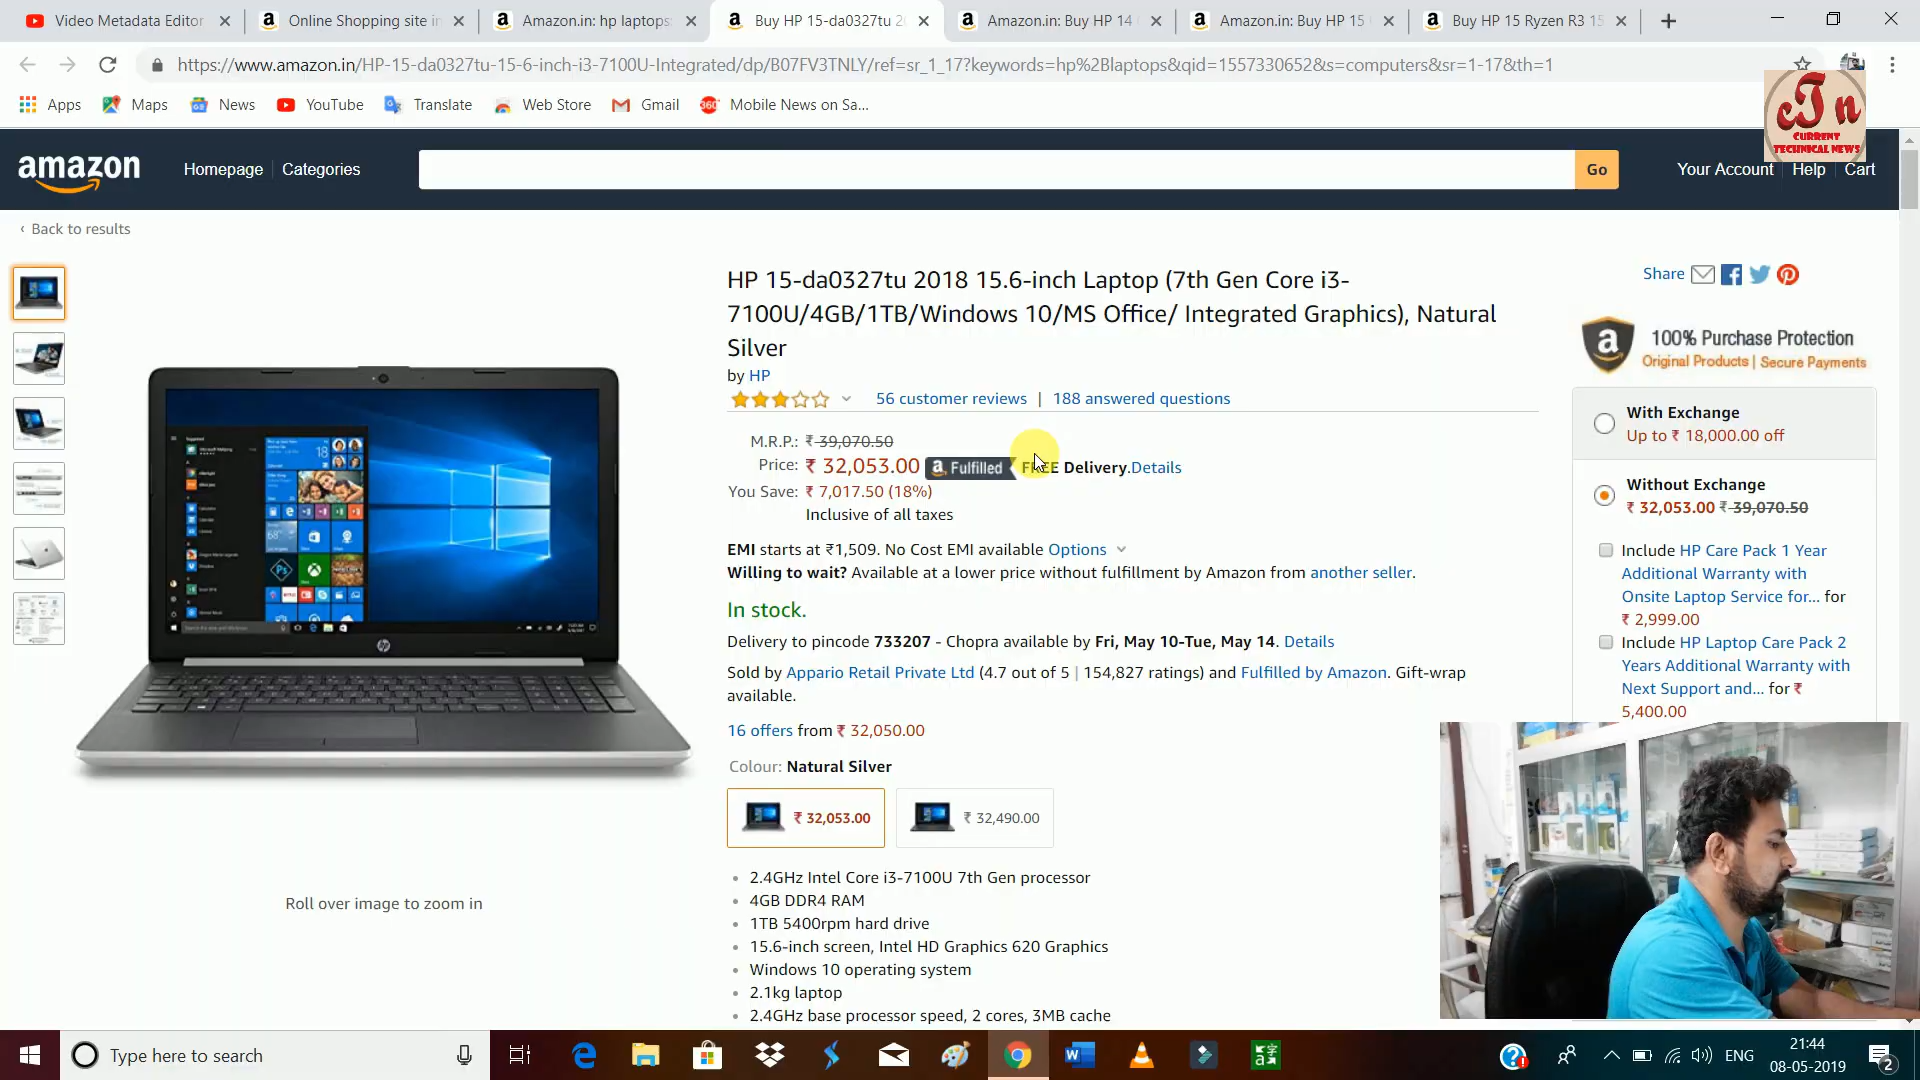 Video Metadata Editor
Online Shopping site in
Amazon.in: hp laptops
Buy HP 15-da0327tu 2
Amazon.in: Buy HP 14
Amazon.in: Buy HP 15
Buy HP 15 Ryzen R3 15
https://www.amazon.in/HP-15-da0327tu-15-6-inch-i3-7100U-Integrated/dp/B07FV3TNLY/ref=sr_1_17?keywords=hp%2Blaptops&qid=1557330652&s=computers&sr=1-17&th=1
Apps
Maps
News
YouTube
Translate
Web Store
Gmail
Mobile News on Sa...
cTn
CURRENT
TECHNICAL NEWS
amazon
Homepage
Categories
Go
Your Account
Help
Cart
‹ Back to results
HP 15-da0327tu 2018 15.6-inch Laptop (7th Gen Core i3-
7100U/4GB/1TB/Windows 10/MS Office/ Integrated Graphics), Natural
Silver
by HP
56 customer reviews | 188 answered questions
M.R.P.: ₹ 39,070.50
Price: ₹ 32,053.00 Fulfilled FREE Delivery.Details
You Save: ₹ 7,017.50 (18%)
Inclusive of all taxes
EMI starts at ₹1,509. No Cost EMI available Options
Willing to wait? Available at a lower price without fulfillment by Amazon from another seller.
In stock.
Delivery to pincode 733207 - Chopra available by Fri, May 10-Tue, May 14. Details
Sold by Appario Retail Private Ltd (4.7 out of 5 | 154,827 ratings) and Fulfilled by Amazon. Gift-wrap
available.
16 offers from ₹ 32,050.00
Colour: Natural Silver
₹ 32,053.00
₹ 32,490.00
• 2.4GHz Intel Core i3-7100U 7th Gen processor
• 4GB DDR4 RAM
• 1TB 5400rpm hard drive
• 15.6-inch screen, Intel HD Graphics 620 Graphics
• Windows 10 operating system
• 2.1kg laptop
• 2.4GHz base processor speed, 2 cores, 3MB cache
Roll over image to zoom in
Share
100% Purchase Protection
Original Products | Secure Payments
With Exchange
Up to ₹ 18,000.00 off
Without Exchange
₹ 32,053.00 ₹ 39,070.50
Include HP Care Pack 1 Year
Additional Warranty with
Onsite Laptop Service for... for
₹ 2,999.00
Include HP Laptop Care Pack 2
Years Additional Warranty with
Next Support and... for ₹
5,400.00
Type here to search
ENG
21:44
08-05-2019
2